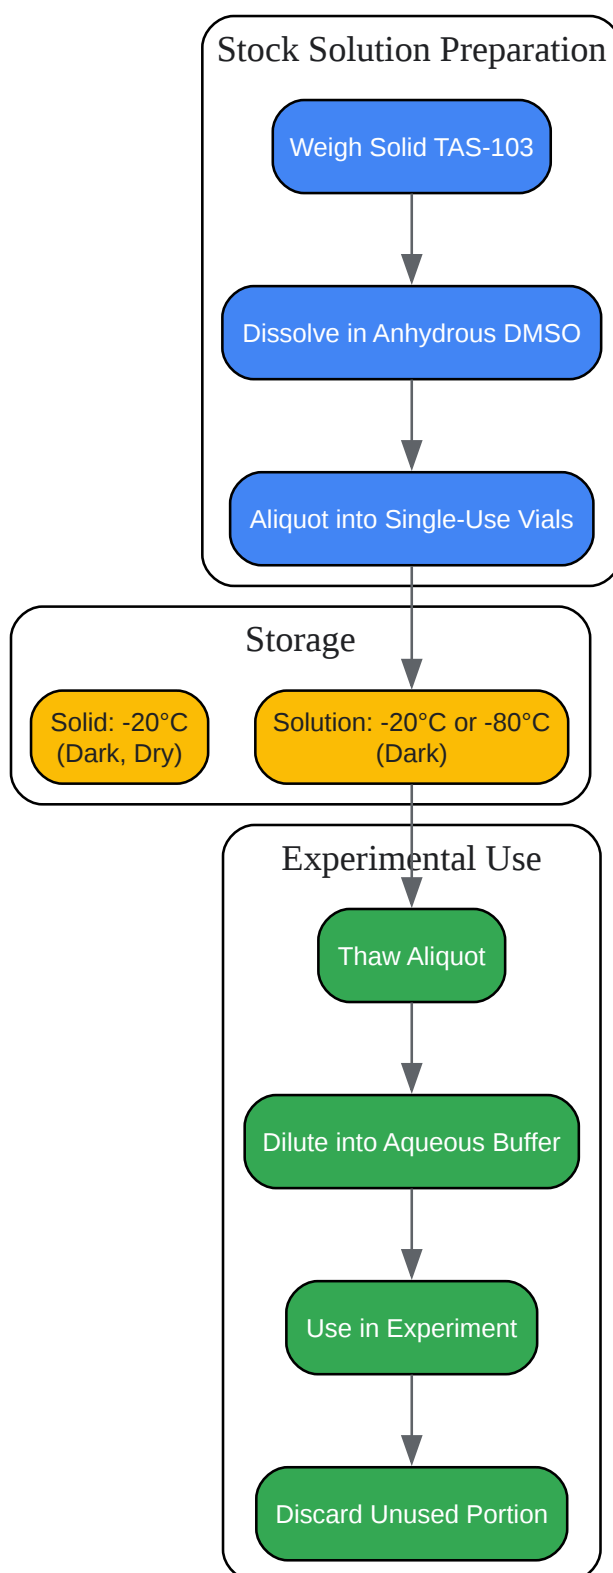 Stock Solution Preparation
Weigh Solid TAS-103
Dissolve in Anhydrous DMSO
Aliquot into Single-Use Vials
Storage
Solid: -20°C
(Dark, Dry)
Solution: -20°C or -80°C
(Dark)
Experimental Use
Thaw Aliquot
Dilute into Aqueous Buffer
Use in Experiment
Discard Unused Portion